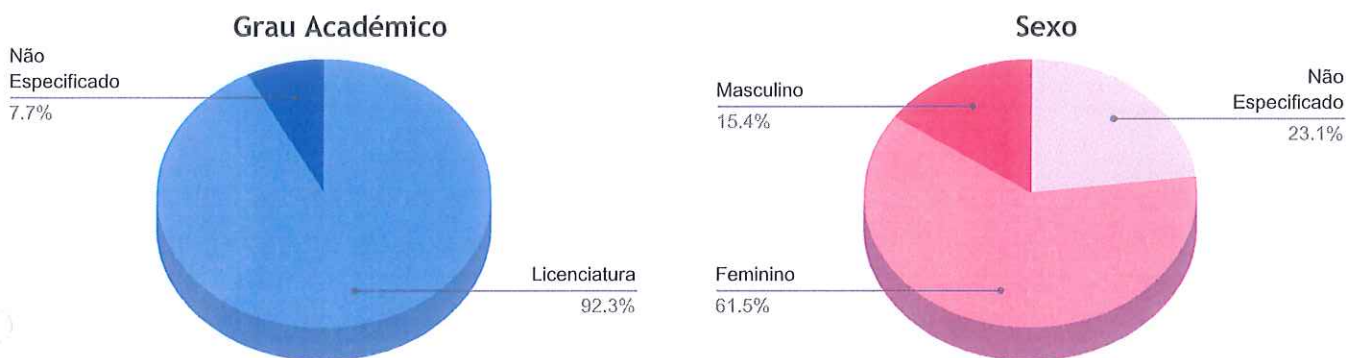 Grau Académico
Não
Especificado
7.7%
Licenciatura
92.3%
Sexo
Masculino
15.4%
Não
Especificado
23.1%
Feminino
61.5%